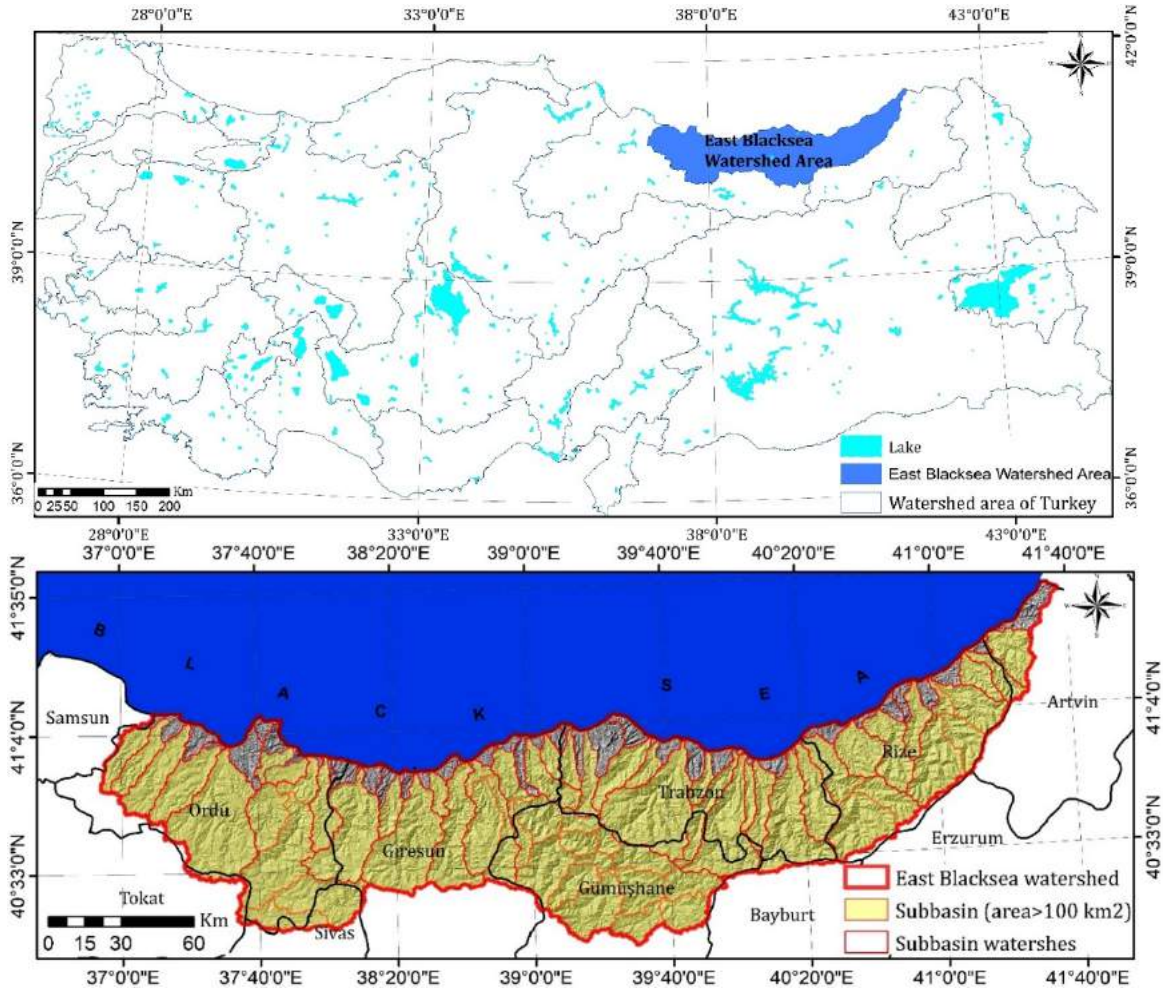 28°0'0"E 33°0'0"E 38°0'0"E 43°0'0"E
42°0'0"N
39°0'0"N
39°0'0"N
36°0'0"N
36°0'0"N
East Blacksea
Watershed Area
Lake
East Blacksea Watershed Area
Watershed area of Turkey
Km
0 25 50 100 150 200
28°0'0"E 33°0'0"E 38°0'0"E 43°0'0"E
37°0'0"E 37°40'0"E 38°20'0"E 39°0'0"E 39°40'0"E 40°20'0"E 41°0'0"E 41°40'0"E
41°35'0"N
41°4'0"N
40°33'0"N
41°4'0"N
40°33'0"N
B L A C K S E A
Samsun
Artvin
Rize
Ordu
Trabzon
Giresun
Erzurum
Gümüşhane
Tokat
Sivas
Bayburt
East Blacksea watershed
Subbasin (area>100 km2)
Subbasin watershes
Km
0 15 30 60
37°0'0"E 37°40'0"E 38°20'0"E 39°0'0"E 39°40'0"E 40°20'0"E 41°0'0"E 41°40'0"E